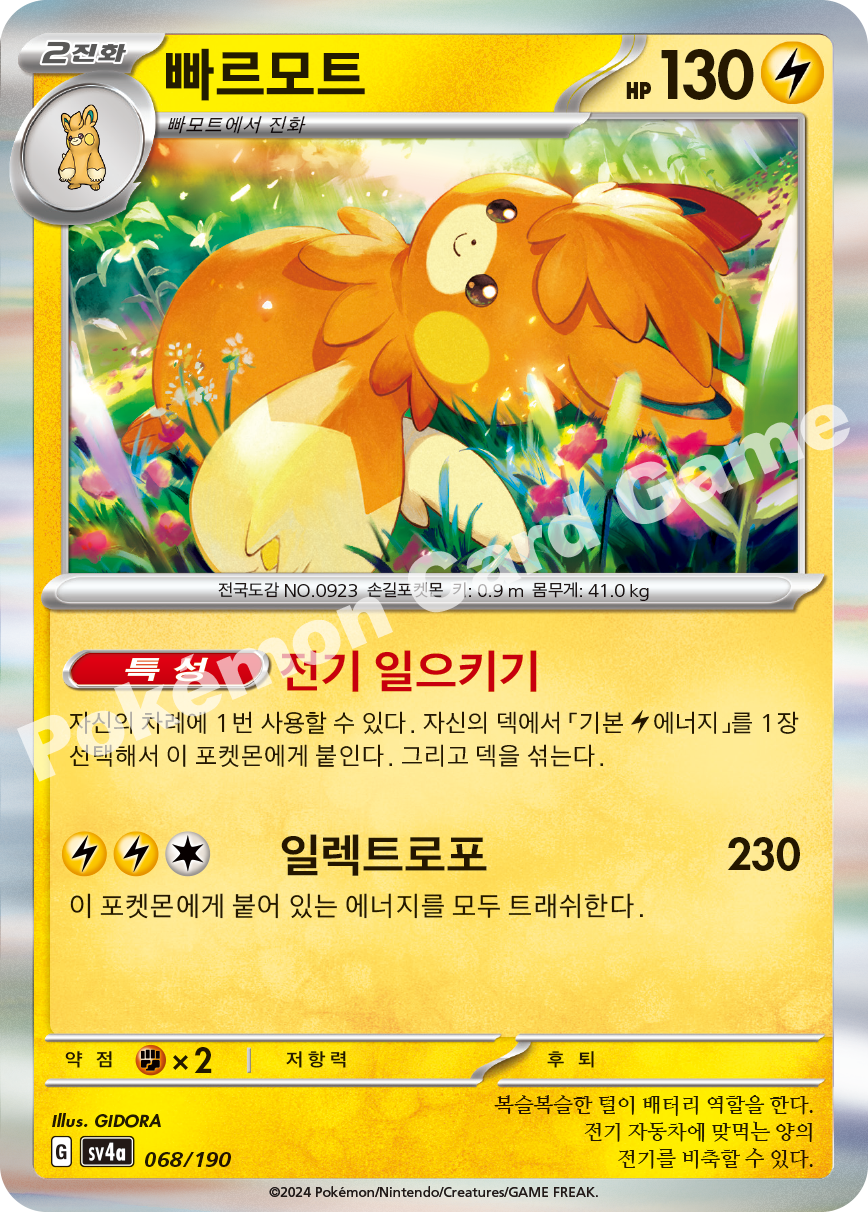 2진화
빠르모트
HP 130
빠모트에서 진화
전국도감 NO.0923 손길포켓몬 키: 0.9 m 몸무게: 41.0 kg
특성 전기 일으키기
자신의 차례에 1번 사용할 수 있다. 자신의 덱에서 「기본 에너지」를 1장
선택해서 이 포켓몬에게 붙인다. 그리고 덱을 섞는다.
일렉트로포 230
이 포켓몬에게 붙어 있는 에너지를 모두 트래쉬한다.
약점 ×2 저항력 후퇴
복슬복슬한 털이 배터리 역할을 한다.
전기 자동차에 맞먹는 양의
전기를 비축할 수 있다.
Illus. GIDORA
G sv4a 068/190
©2024 Pokémon/Nintendo/Creatures/GAME FREAK.
Pokémon Card Game